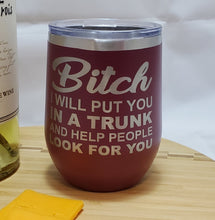 Bitch
I WILL PUT YOU
IN A TRUNK
AND HELP PEOPLE
LOOK FOR YOU